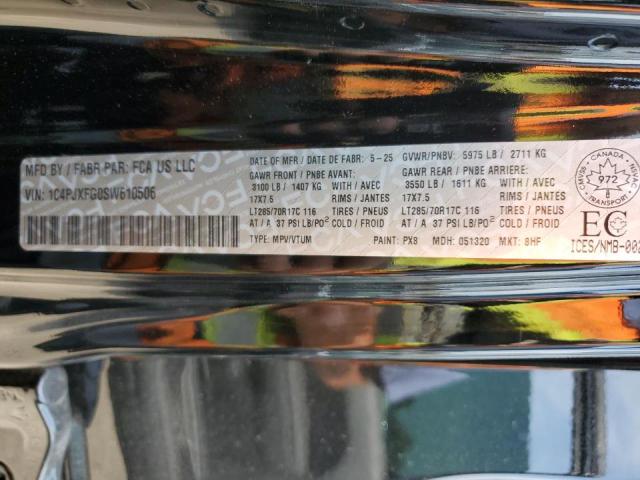 MFD BY / FABR PAR: FCA US LLC
VIN: 1C4PJXFG0SW610506
DATE OF MFR / DATE DE FABR: 5-25
GVWR/PNBV: 5975 LB / 2711 KG
GAWR FRONT / PNBE AVANT:
3100 LB / 1407 KG WITH / AVEC
17X7.5 RIMS / JANTES
LT285/70R17C 116 TIRES / PNEUS
AT / A 37 PSI LB/PO² COLD / FROID
GAWR REAR / PNBE ARRIERE:
3550 LB / 1611 KG WITH / AVEC
17X7.5 RIMS / JANTES
LT285/70R17C 116 TIRES / PNEUS
AT / A 37 PSI LB/PO² COLD / FROID
TYPE: MPV/VTUM PAINT: PX8 MDH: 051320 MKT: 8HF
CANADA
972
TRANSPORT
EC
ICES/NMB-002